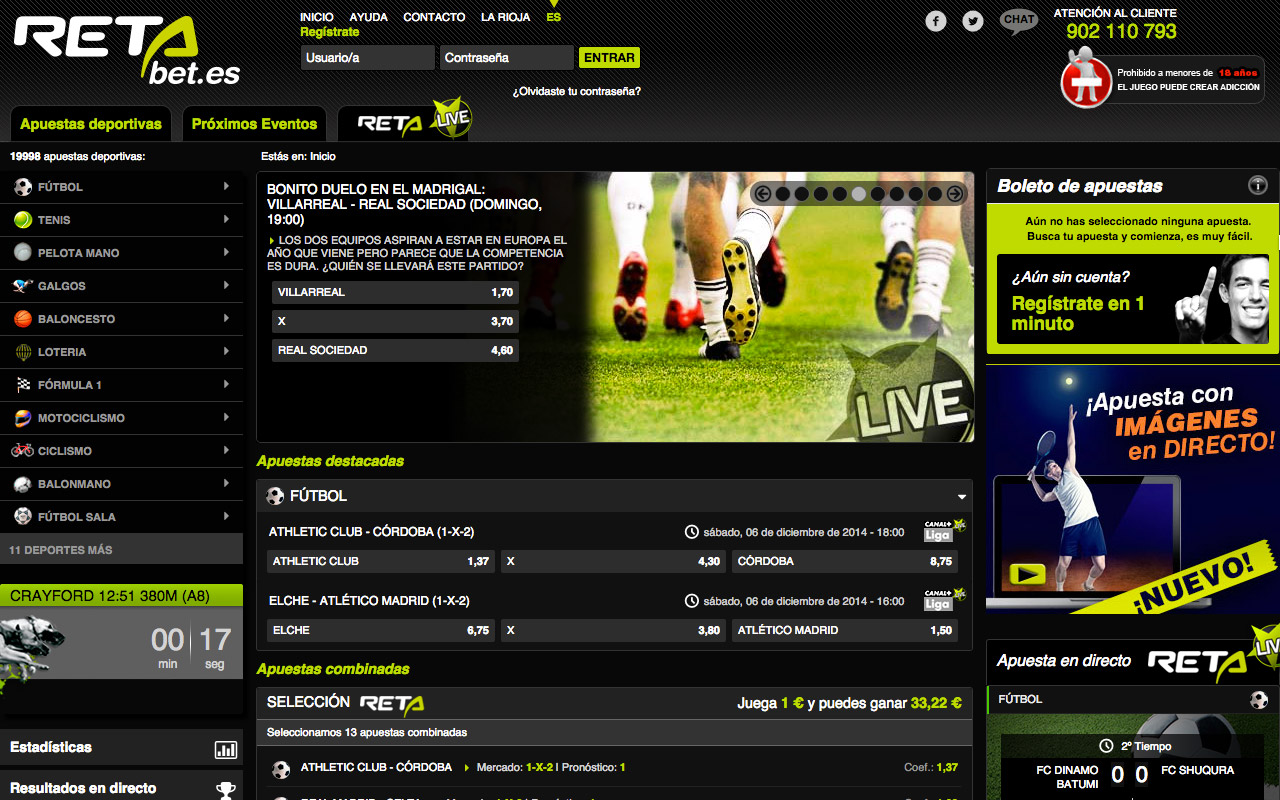 RETA
bet.es
INICIO AYUDA CONTACTO LA RIOJA ES
Regístrate
Usuario/a Contraseña ENTRAR
¿Olvidaste tu contraseña?
CHAT
ATENCIÓN AL CLIENTE
902 110 793
Prohibido a menores de 18 años
EL JUEGO PUEDE CREAR ADICCIÓN
Apuestas deportivas Próximos Eventos RETA LIVE
19998 apuestas deportivas:
FÚTBOL
TENIS
PELOTA MANO
GALGOS
BALONCESTO
LOTERIA
FÓRMULA 1
MOTOCICLISMO
CICLISMO
BALONMANO
FÚTBOL SALA
11 DEPORTES MÁS
CRAYFORD 12:51 380M (A8)
00 17
min seg
Estadísticas
Resultados en directo
Estás en: Inicio
BONITO DUELO EN EL MADRIGAL:
VILLARREAL - REAL SOCIEDAD (DOMINGO,
19:00)
LOS DOS EQUIPOS ASPIRAN A ESTAR EN EUROPA EL
AÑO QUE VIENE PERO PARECE QUE LA COMPETENCIA
ES DURA. ¿QUIÉN SE LLEVARÁ ESTE PARTIDO?
VILLARREAL 1,70
X 3,70
REAL SOCIEDAD 4,60
LIVE
Apuestas destacadas
FÚTBOL
ATHLETIC CLUB - CÓRDOBA (1-X-2) sábado, 06 de diciembre de 2014 - 18:00 CANAL+ Liga
ATHLETIC CLUB 1,37 X 4,30 CÓRDOBA 8,75
ELCHE - ATLÉTICO MADRID (1-X-2) sábado, 06 de diciembre de 2014 - 16:00 CANAL+ Liga
ELCHE 6,75 X 3,80 ATLÉTICO MADRID 1,50
Apuestas combinadas
SELECCIÓN RETA Juega 1 € y puedes ganar 33,22 €
Seleccionamos 13 apuestas combinadas
ATHLETIC CLUB - CÓRDOBA Mercado: 1-X-2 | Pronóstico: 1 Coef.: 1,37
Boleto de apuestas
Aún no has seleccionado ninguna apuesta.
Busca tu apuesta y comienza, es muy fácil.
¿Aún sin cuenta?
Regístrate en 1
minuto
¡Apuesta con
IMÁGENES
en DIRECTO!
¡NUEVO!
Apuesta en directo RETA
FÚTBOL
2º Tiempo
FC DINAMO
BATUMI 0 0 FC SHUQURA